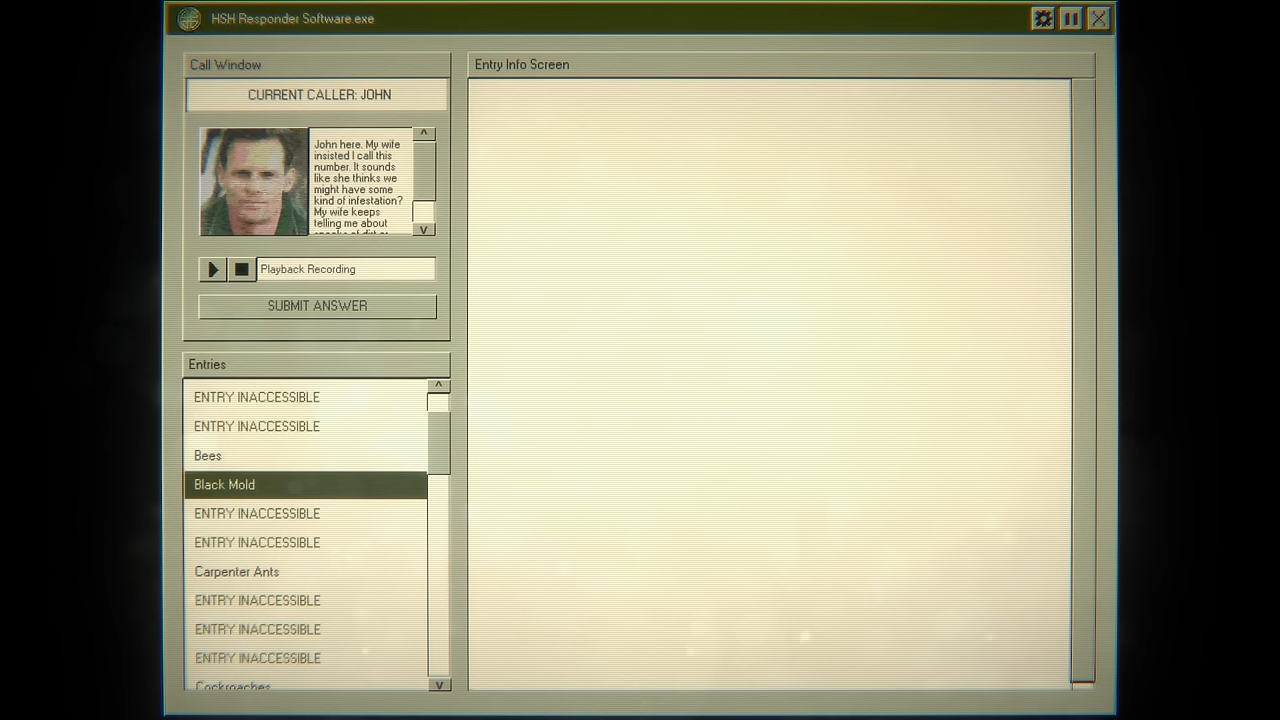 HSH Responder Software.exe
Call Window
CURRENT CALLER: JOHN
John here. My wife
insisted I call this
number. It sounds
like she thinks we
might have some
kind of infestation?
My wife keeps
telling me about
Playback Recording
SUBMIT ANSWER
Entries
ENTRY INACCESSIBLE
ENTRY INACCESSIBLE
Bees
Black Mold
ENTRY INACCESSIBLE
ENTRY INACCESSIBLE
Carpenter Ants
ENTRY INACCESSIBLE
ENTRY INACCESSIBLE
ENTRY INACCESSIBLE
Cockroaches
Entry Info Screen